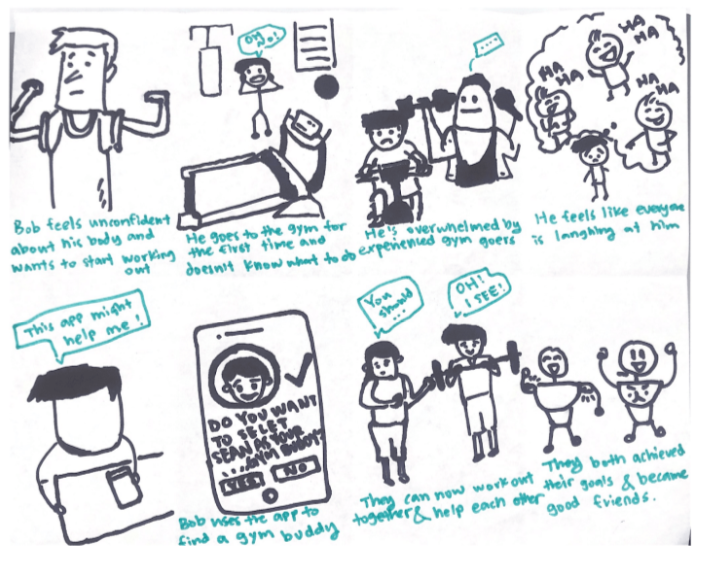 OH
NO!
....
HA
HA
HA
HA
HA
HA
Bob feels unconfident
about his body and
wants to start working
out
He goes to the gym for
the first time and
doesn't know what to do
He's overwhelmed by
experienced gym goers
He feels like everyone
is laughing at him
This app might
help me!
DO YOU WANT
TO SELET
SEAN AS YOUR
....GYM BUDDY?
YES NO
Bob uses the app to
find a gym buddy
You
should
...
OH!
I SEE!
They can now workout
together & help each other
They both achieved
their goals & became
good friends.